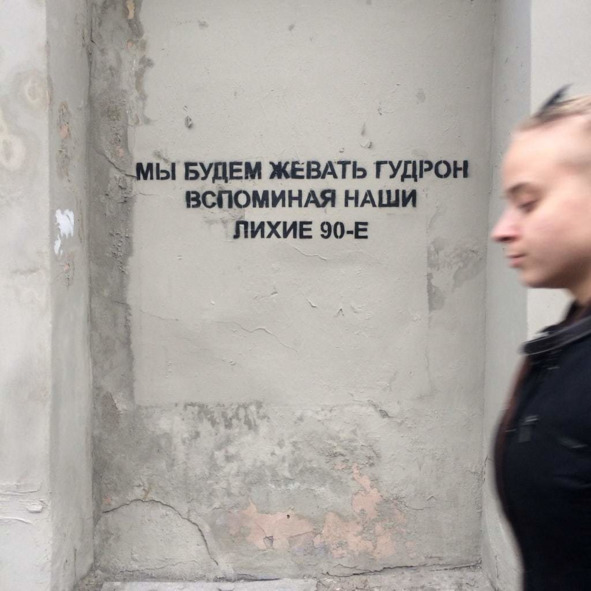 МЫ БУДЕМ ЖЕВАТЬ ГУДРОН
ВСПОМИНАЯ НАШИ
ЛИХИЕ 90-Е